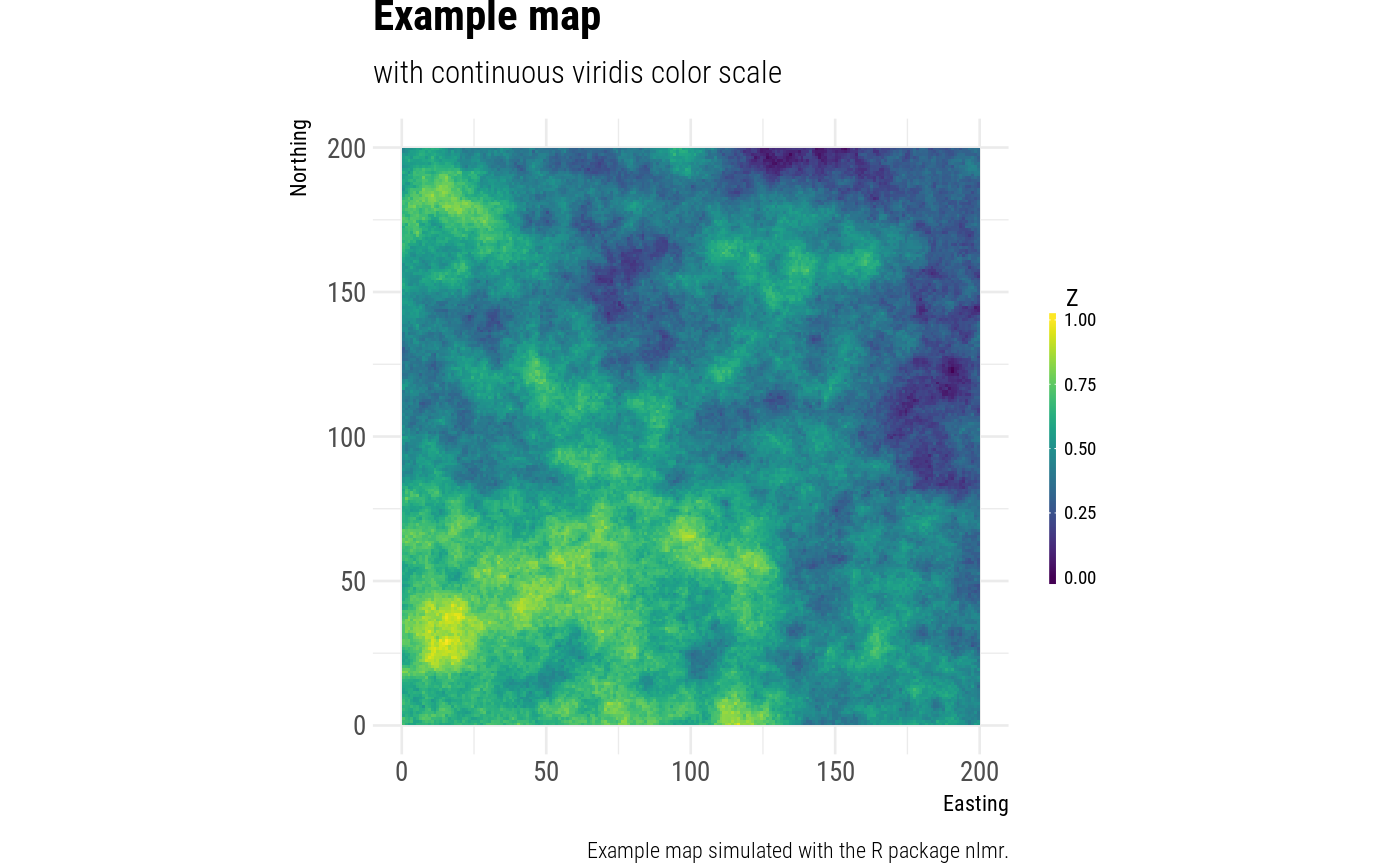 Example map
with continuous viridis color scale
Northing
200
150
100
50
0
0 50 100 150 200
Easting
Z
1.00
0.75
0.50
0.25
0.00
Example map simulated with the R package nlmr.